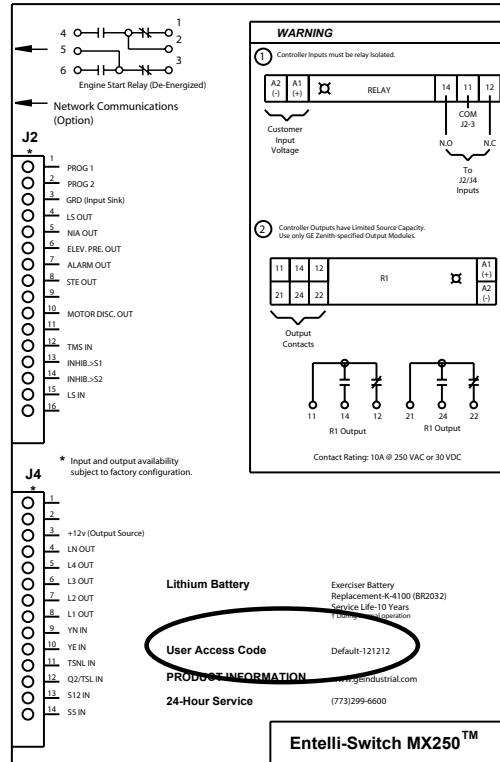 4
5
6
1
2
3
Engine Start Relay (De-Energized)
Network Communications
(Option)
J2
*
1 PROG 1
2 PROG 2
3 GRD (Input Sink)
4 LS OUT
5 NIA OUT
6 ELEV. PRE. OUT
7 ALARM OUT
8 STE OUT
9
10 MOTOR DISC. OUT
11
12 TMS IN
13 INHIB.>S1
14 INHIB.>S2
15 LS IN
16
* Input and output availability
subject to factory configuration.
J4
*
1
2
3 +12v (Output Source)
4 LN OUT
5 L4 OUT
6 L3 OUT
7 L2 OUT
8 L1 OUT
9 YN IN
10 YE IN
11 TSNL IN
12 Q2/TSL IN
13 S12 IN
14 S5 IN
WARNING
1 Controller Inputs must be relay Isolated.
A2 (-)
A1 (+)
RELAY
14
11
12
COM
J2-3
Customer
Input
Voltage
N.O
N.C
To
J2/J4
Inputs
2 Controller Outputs have Limited Source Capacity.
Use only GE Zenith-specified Output Modules.
11 14 12
21 24 22
R1
A1 (+)
A2 (-)
Output
Contacts
11 14 12 21 24 22
R1 Output R1 Output
Contact Rating: 10A @ 250 VAC or 30 VDC
Lithium Battery
Exerciser Battery
Replacement-K-4100 (BR2032)
Service Life-10 Years
† During normal operation
User Access Code Default-121212
PRODUCT INFORMATION www.geindustrial.com
24-Hour Service (773)299-6600
Entelli-Switch MX250™